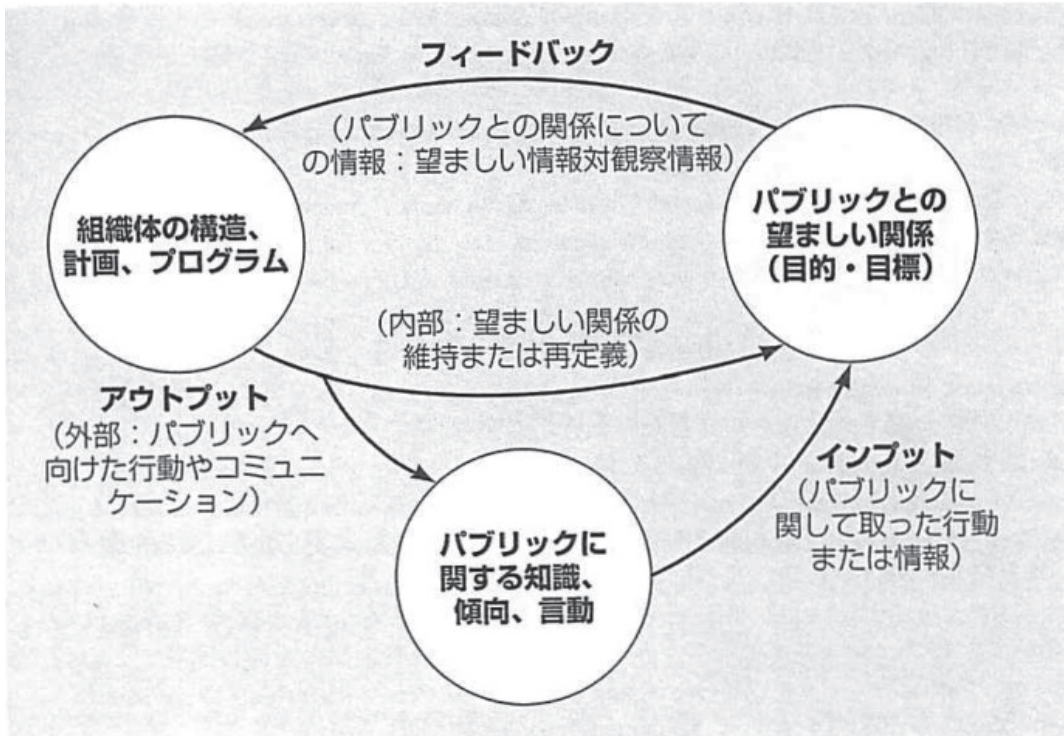 フィードバック
(パブリックとの関係について
の情報:望ましい情報対観察情報)
組織体の構造、
計画、プログラム
パブリックとの
望ましい関係
(目的・目標)
(内部:望ましい関係の
維持または再定義)
アウトプット
(外部:パブリックへ
向けた行動やコミュニ
ケーション)
インプット
(パブリックに
関して取った行動
または情報)
パブリックに
関する知識、
傾向、言動